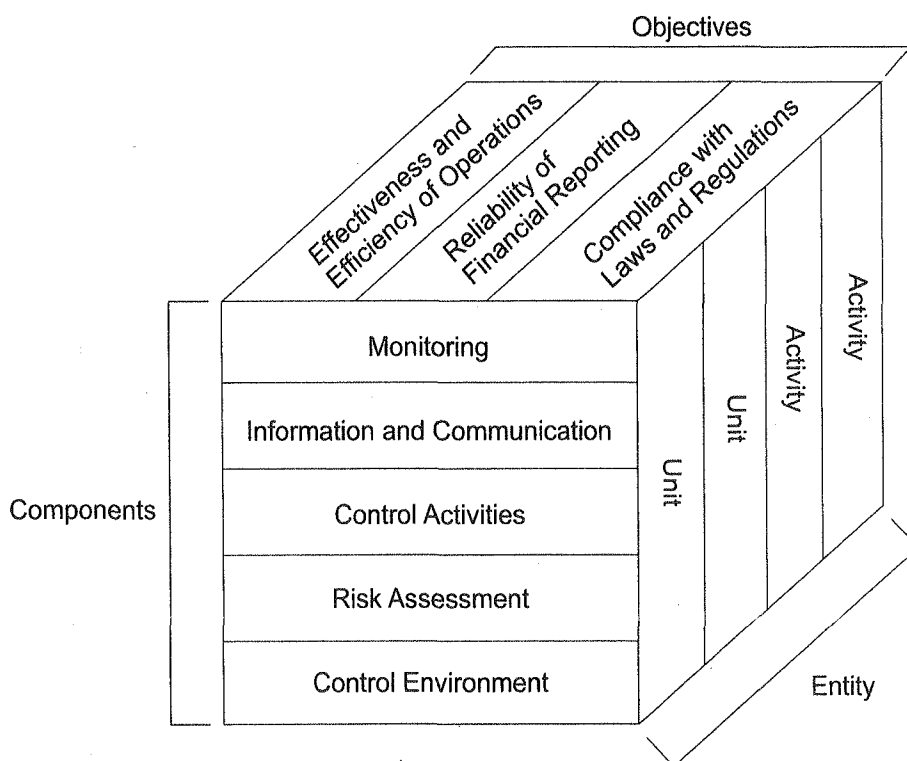 Objectives
Effectiveness and
Efficiency of Operations
Reliability of
Financial Reporting
Compliance with
Laws and Regulations
Monitoring
Information and Communication
Control Activities
Risk Assessment
Control Environment
Components
Unit
Unit
Activity
Activity
Entity